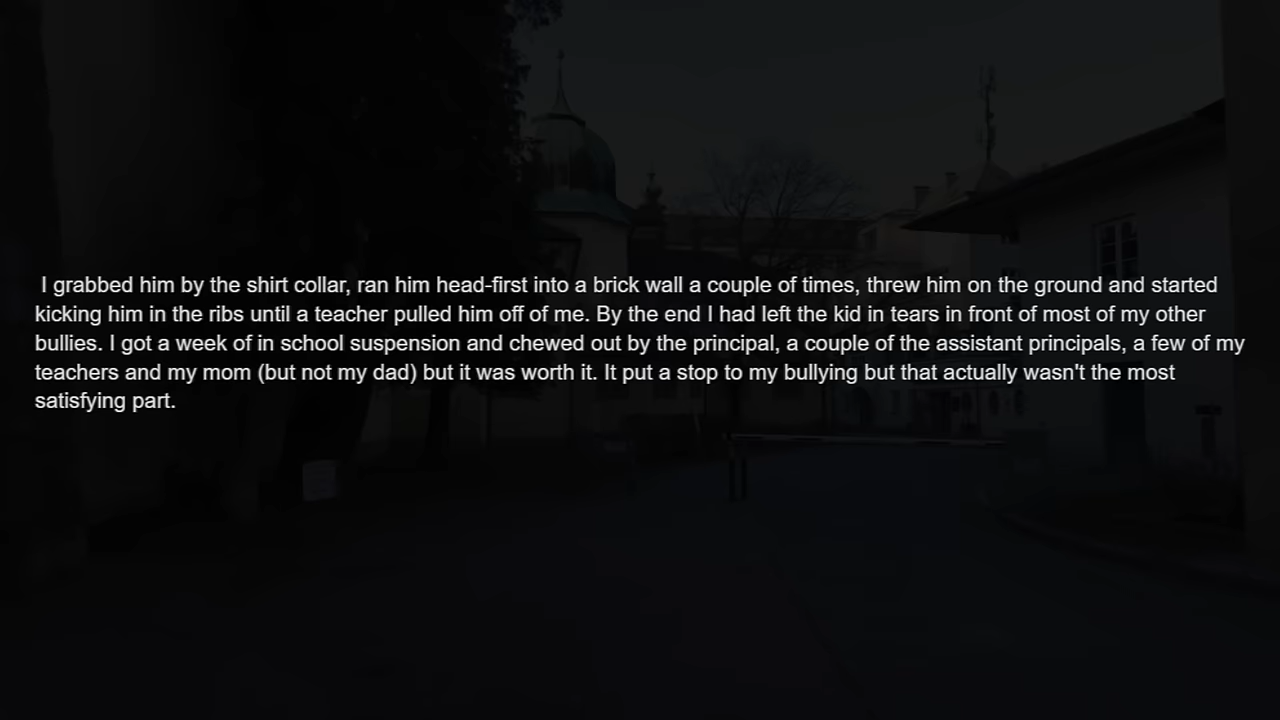 I grabbed him by the shirt collar, ran him head-first into a brick wall a couple of times, threw him on the ground and started
kicking him in the ribs until a teacher pulled him off of me. By the end I had left the kid in tears in front of most of my other
bullies. I got a week of in school suspension and chewed out by the principal, a couple of the assistant principals, a few of my
teachers and my mom (but not my dad) but it was worth it. It put a stop to my bullying but that actually wasn't the most
satisfying part.